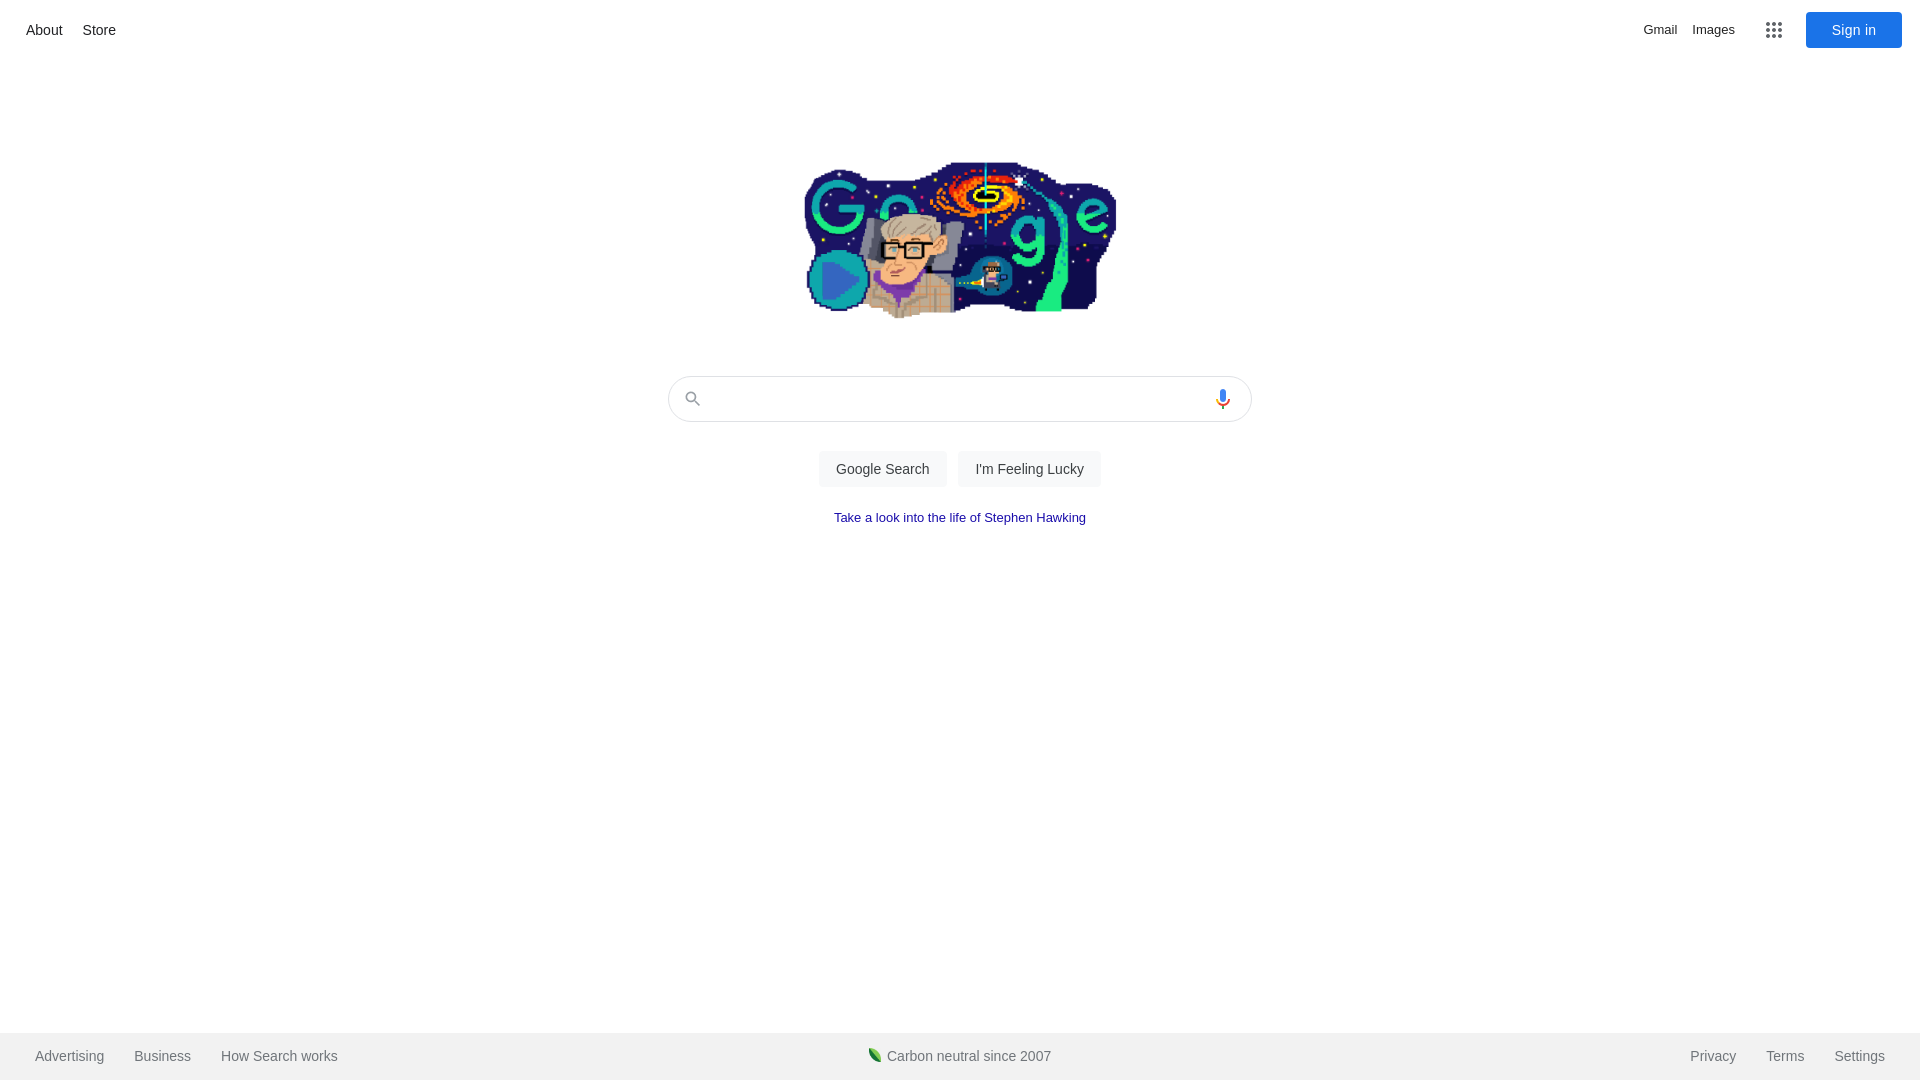 About Store
Gmail Images Sign in
Google
Google Search I'm Feeling Lucky
Take a look into the life of Stephen Hawking
Advertising Business How Search works Carbon neutral since 2007 Privacy Terms Settings